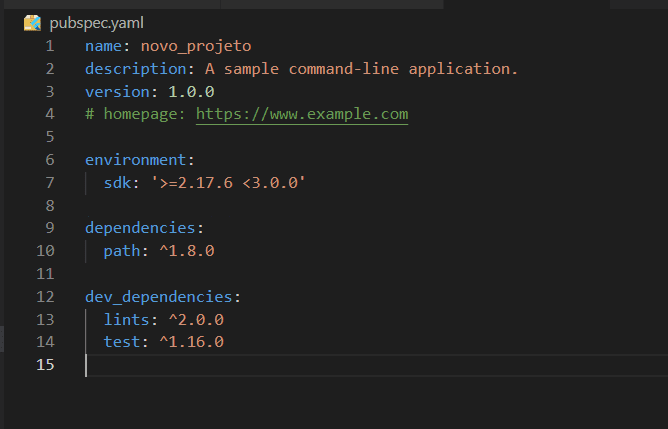 pubspec.yaml
1 name: novo_projeto
2 description: A sample command-line application.
3 version: 1.0.0
4 # homepage: https://www.example.com
5
6 environment:
7   sdk: '>=2.17.6 <3.0.0'
8
9 dependencies:
10   path: ^1.8.0
11
12 dev_dependencies:
13   lints: ^2.0.0
14   test: ^1.16.0
15